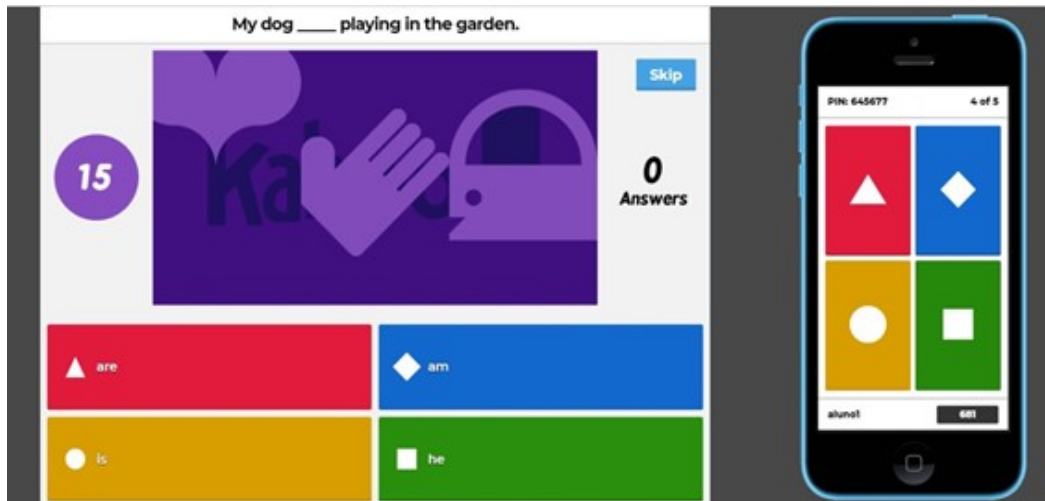 My dog ____ playing in the garden.
Skip
15
0
Answers
are
am
is
he
PIN: 645677
4 of 5
aluno1
681